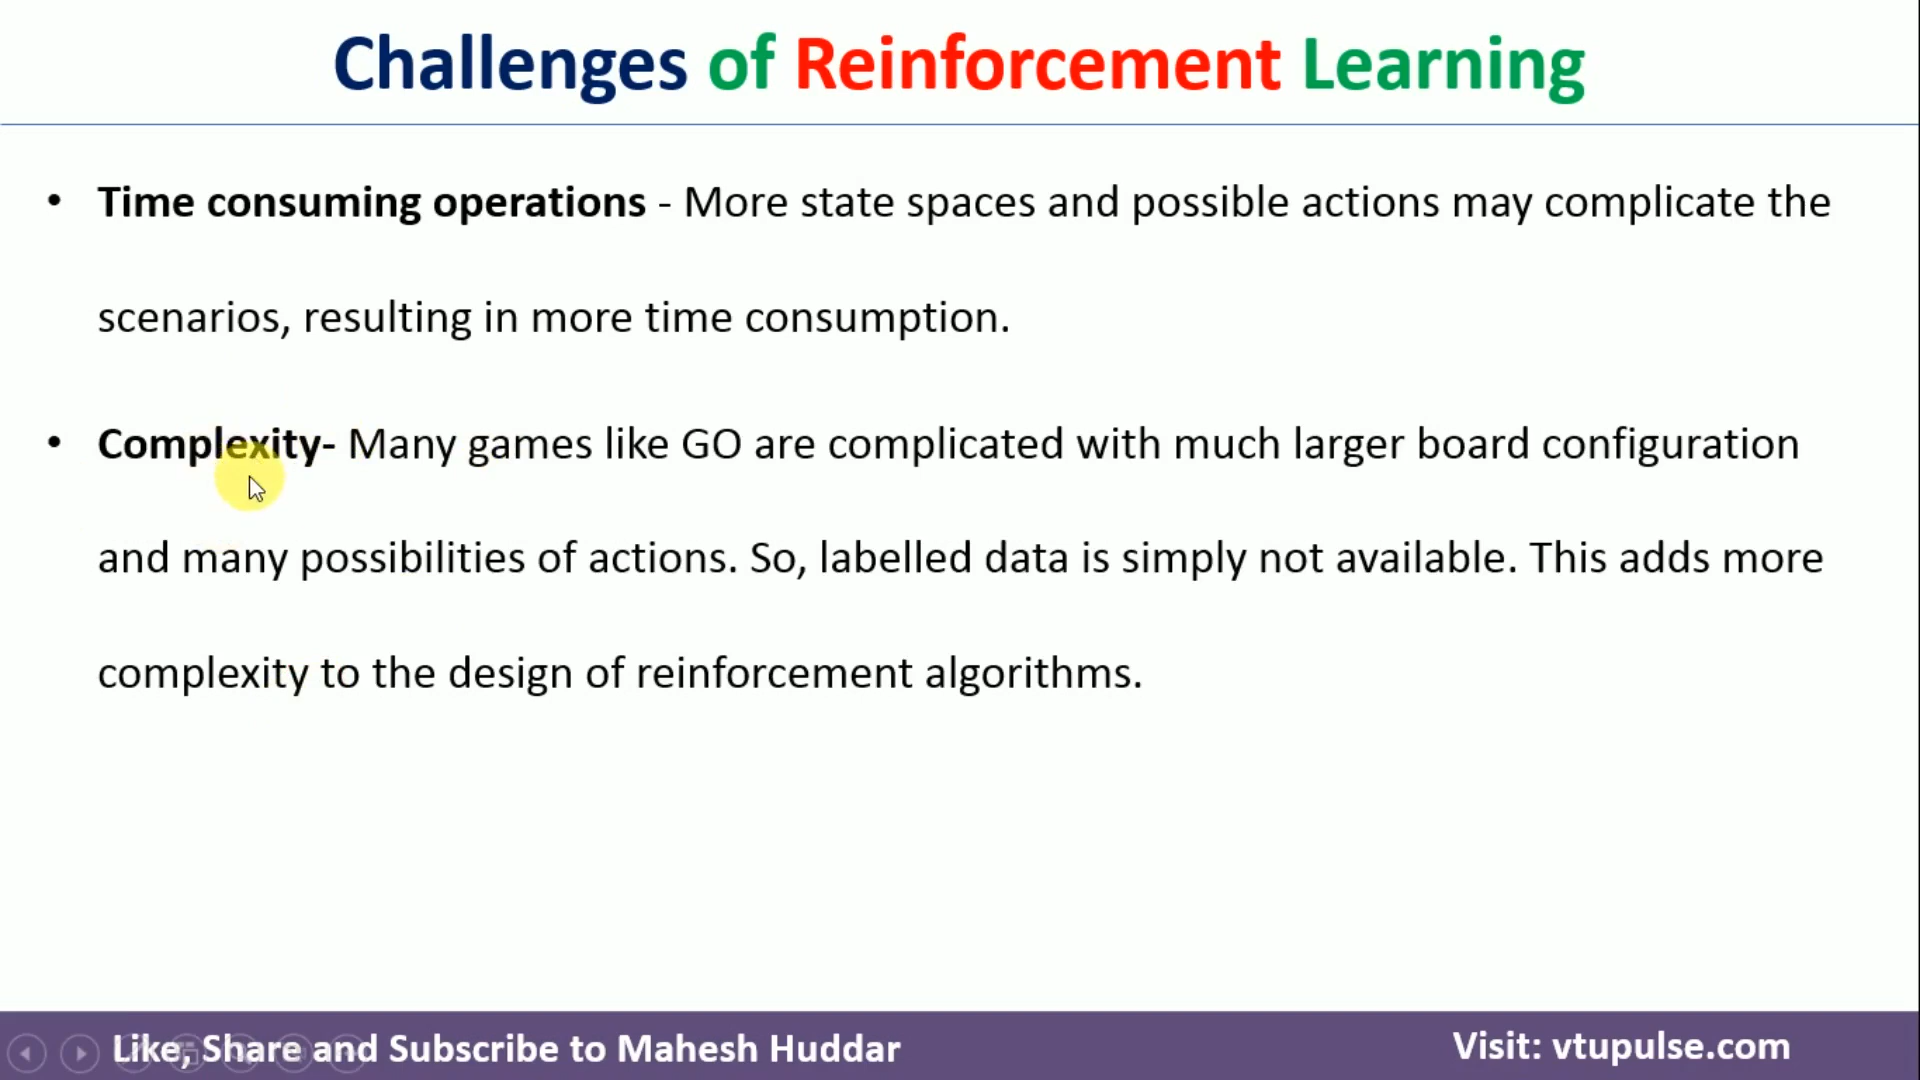 Challenges of Reinforcement Learning
• Time consuming operations - More state spaces and possible actions may complicate the
scenarios, resulting in more time consumption.
• Complexity- Many games like GO are complicated with much larger board configuration
and many possibilities of actions. So, labelled data is simply not available. This adds more
complexity to the design of reinforcement algorithms.
Like, Share and Subscribe to Mahesh Huddar
Visit: vtupulse.com